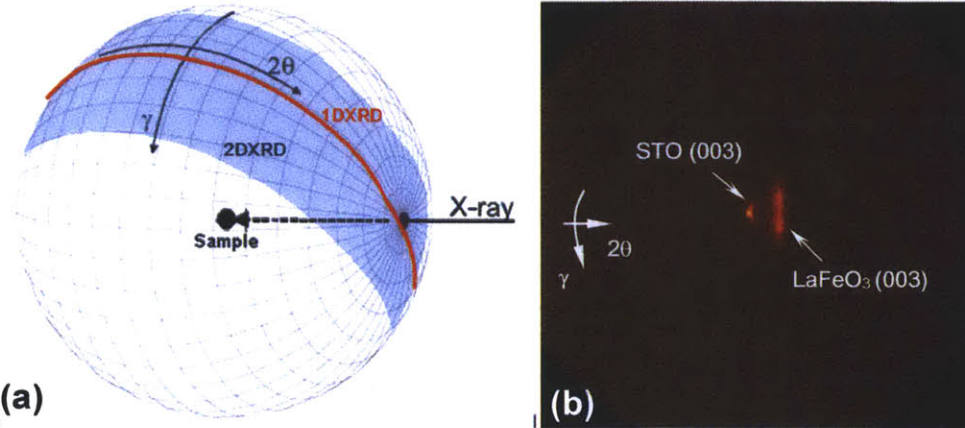 2θ
1DXRD
γ
2DXRD
X-ray
Sample
(a)
STO (003)
2θ
γ
LaFeO₃ (003)
(b)